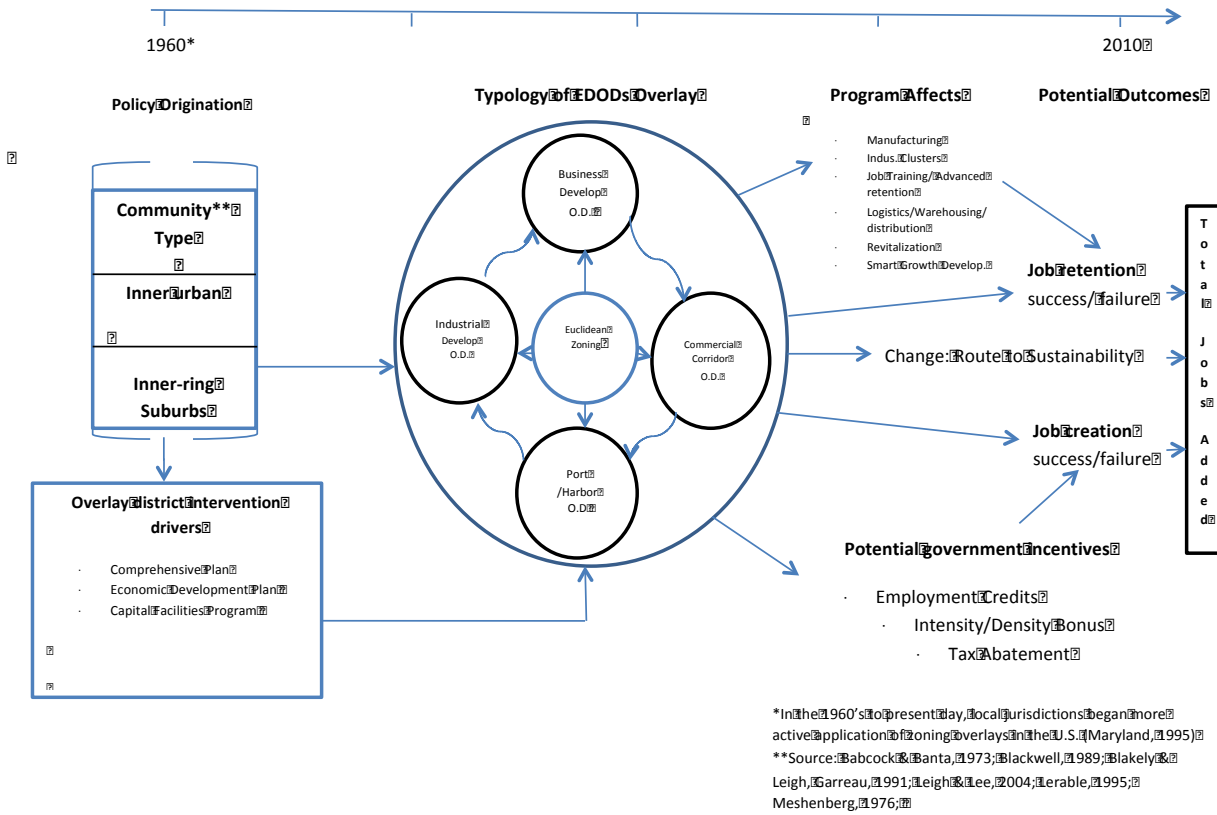 1960*
2010
Policy Origination
Typology of EDODs Overlay
Program Affects
Potential Outcomes
Community**
Type
Inner urban
Inner-ring
Suburbs
Overlay district intervention
drivers
· Comprehensive Plan
· Economic Development Plan
· Capital Facilities Program
Business
Develop
O.D.
Industrial
Develop
O.D.
Euclidean
Zoning
Commercial
Corridor
O.D.
Port
/Harbor
O.D
· Manufacturing
· Indus. Clusters
· Job Training/ Advanced
retention
· Logistics/Warehousing/
distribution
· Revitalization
· Smart Growth Develop.
Job retention
success/ failure
Change: Route to Sustainability
Job creation
success/failure
Potential government incentives
· Employment Credits
· Intensity/Density Bonus
· Tax Abatement
Total Jobs Added
*In the 1960's to present day, local jurisdictions began more
active application of zoning overlays in the U.S. (Maryland, 1995)
**Source: Babcock & Banta, 1973; Blackwell, 1989; Blakely &
Leigh, Garreau, 1991; Leigh & Lee, 2004; Lerable, 1995;
Meshenberg, 1976;